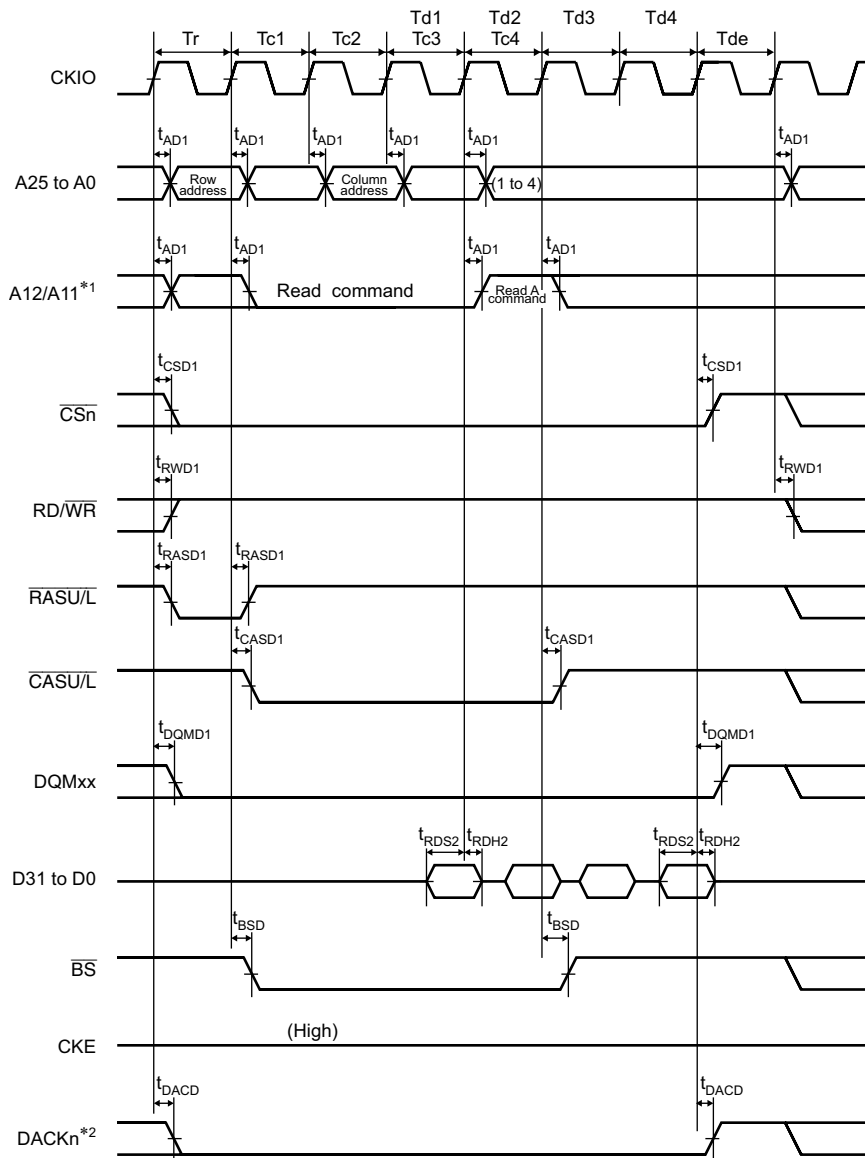 Td1 Td2 Td3 Td4
Tr Tc1 Tc2 Tc3 Tc4 Tde
CKIO
tAD1 tAD1 tAD1 tAD1 tAD1 tAD1
A25 to A0 Row address Column address (1 to 4)
tAD1 tAD1 tAD1 tAD1
A12/A11*1 Read command Read A command
tCSD1 tCSD1
CSn
tRWD1 tRWD1
RD/WR
tRASD1 tRASD1
RASU/L
tCASD1 tCASD1
CASU/L
tDQMD1 tDQMD1
DQMxx
tRDS2 tRDH2 tRDS2 tRDH2
D31 to D0
tBSD tBSD
BS
(High)
CKE
tDACD tDACD
DACKn*2